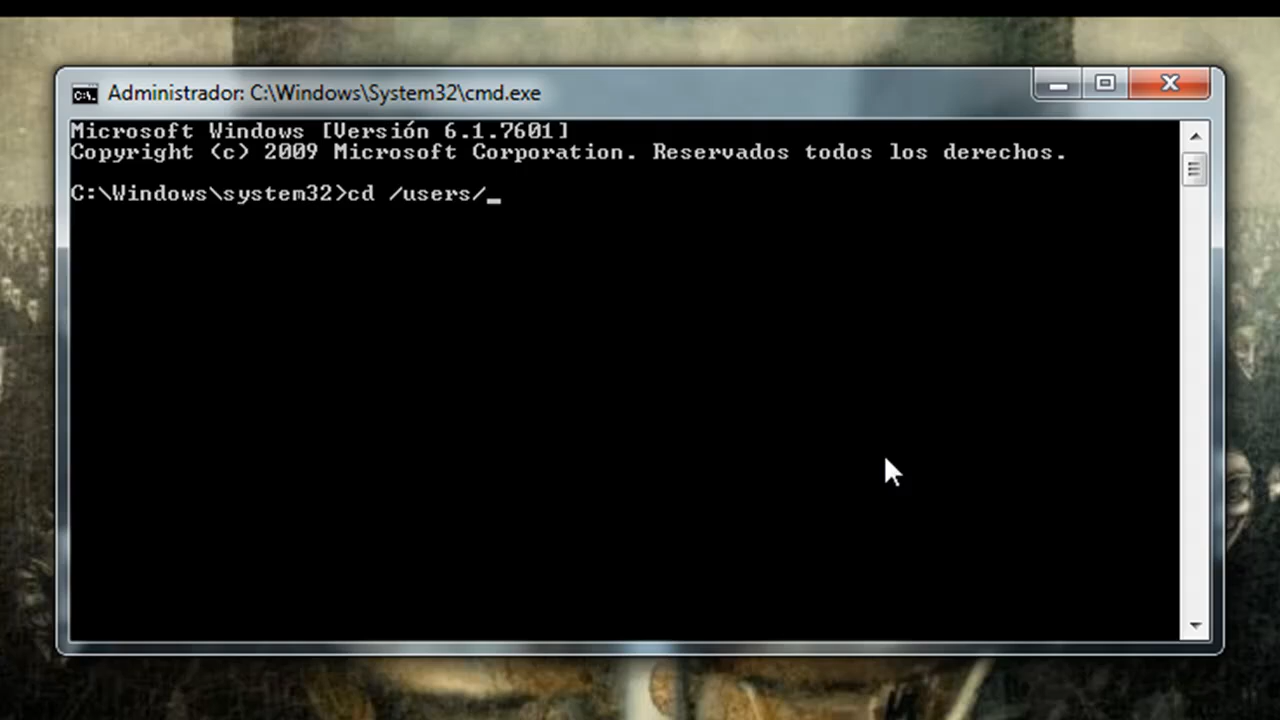 Administrador: C:\Windows\System32\cmd.exe
Microsoft Windows [Versión 6.1.7601]
Copyright (c) 2009 Microsoft Corporation. Reservados todos los derechos.
C:\Windows\system32>cd /users/_